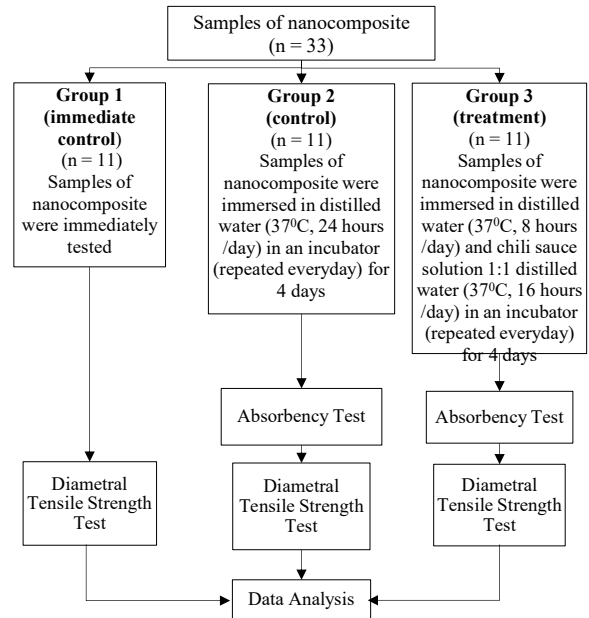 Samples of nanocomposite
(n = 33)
Group 1
(immediate
control)
(n = 11)
Samples of
nanocomposite
were immediately
tested
Group 2
(control)
(n = 11)
Samples of
nanocomposite were
immersed in distilled
water (37⁰C, 24 hours
/day) in an incubator
(repeated everyday) for
4 days
Group 3
(treatment)
(n = 11)
Samples of
nanocomposite were
immersed in distilled
water (37⁰C, 8 hours
/day) and chili sauce
solution 1:1 distilled
water (37⁰C, 16 hours
/day) in an incubator
(repeated everyday)
for 4 days
Absorbency Test
Absorbency Test
Diametral
Tensile Strength
Test
Diametral
Tensile Strength
Test
Diametral
Tensile Strength
Test
Data Analysis